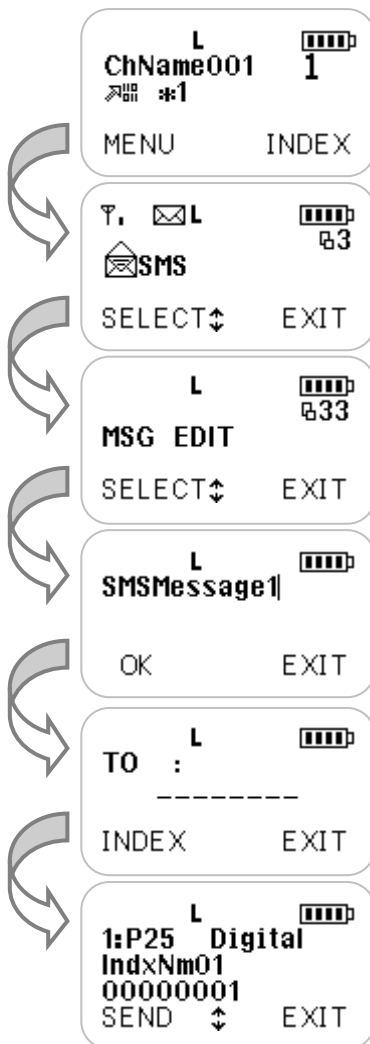 L
ChName001 1
*1
MENU INDEX
L
3
SMS
SELECT EXIT
L
33
MSG EDIT
SELECT EXIT
L
SMSMessage1
OK EXIT
L
TO :
--------
INDEX EXIT
L
1:P25 Digital
IndxNm01
00000001
SEND EXIT